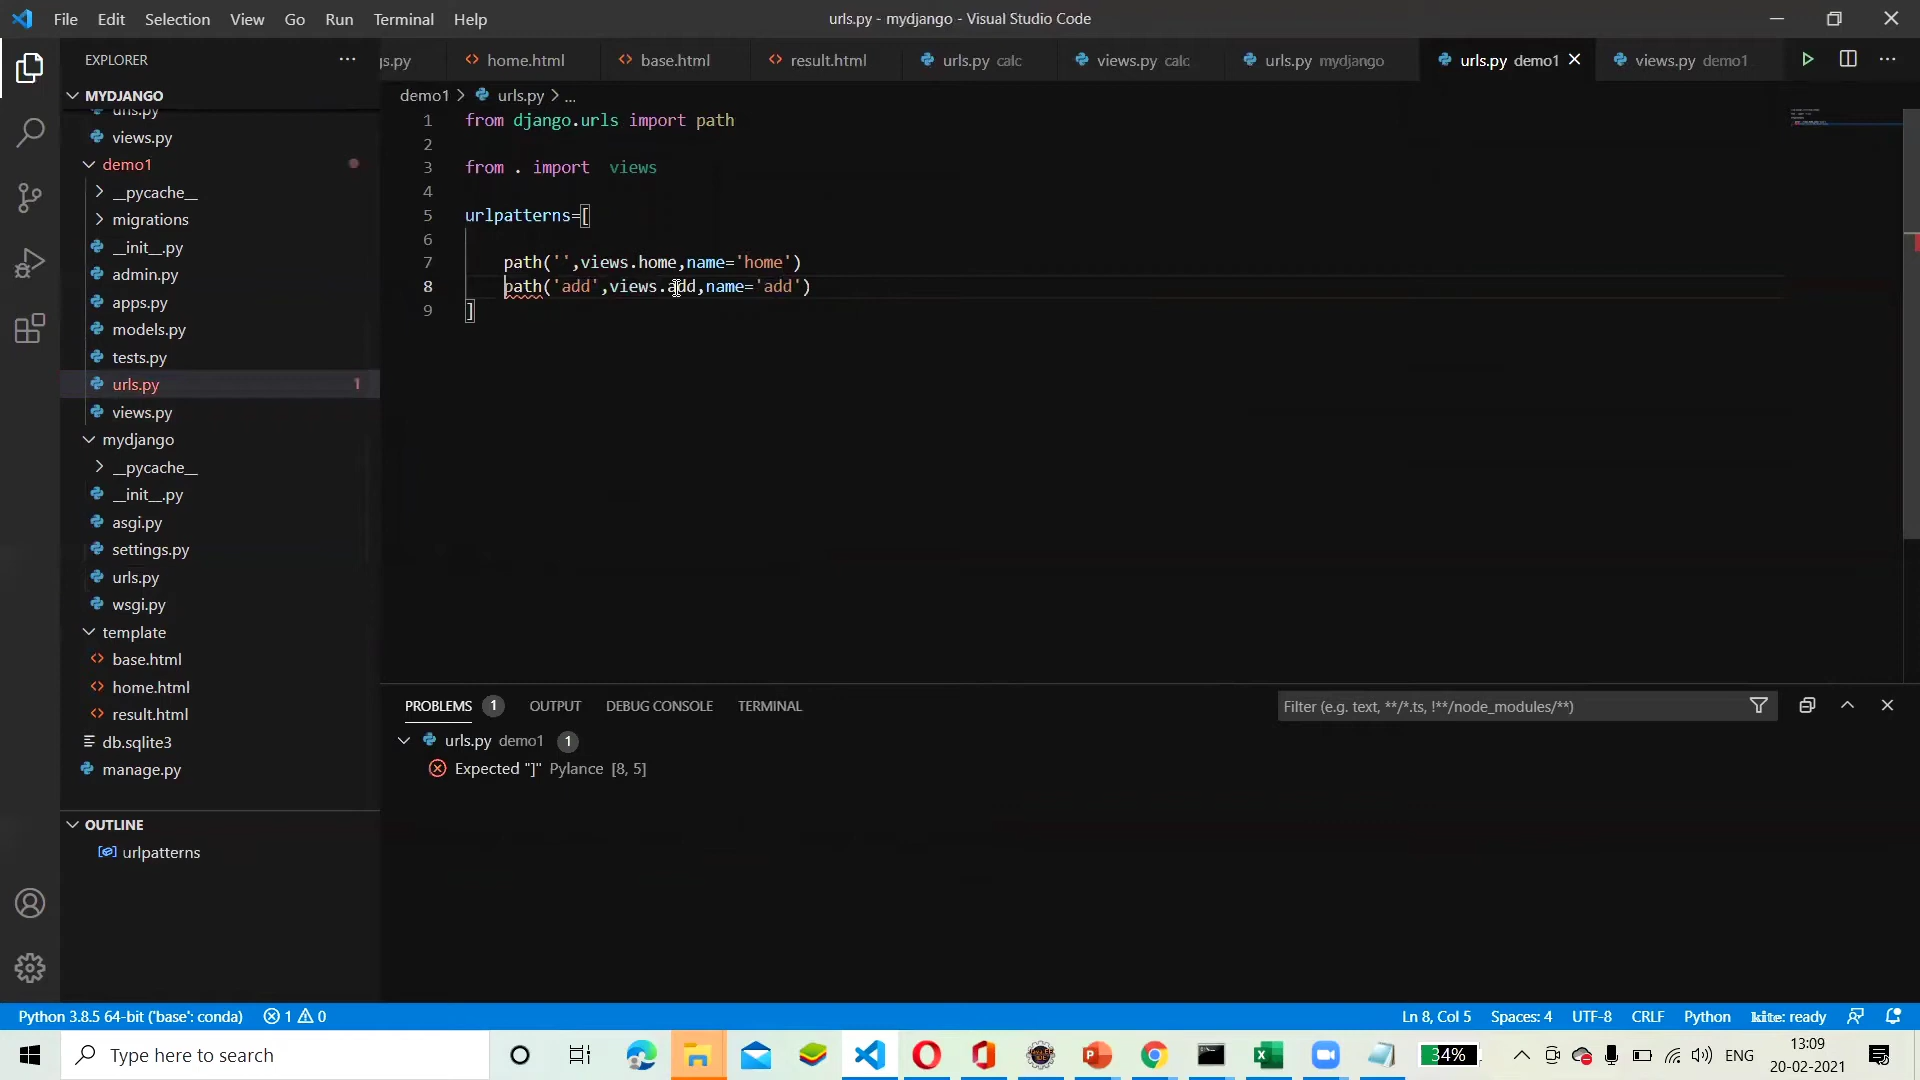 File Edit Selection View Go Run Terminal Help
urls.py - mydjango - Visual Studio Code
EXPLORER
gs.py
home.html
base.html
result.html
urls.py calc
views.py calc
urls.py mydjango
urls.py demo1
views.py demo1
MYDJANGO
urls.py
views.py
demo1
__pycache__
migrations
__init__.py
admin.py
apps.py
models.py
tests.py
urls.py 1
views.py
mydjango
__pycache__
__init__.py
asgi.py
settings.py
urls.py
wsgi.py
template
base.html
home.html
result.html
db.sqlite3
manage.py
OUTLINE
urlpatterns
demo1 > urls.py > ...
1 from django.urls import path
2
3 from . import  views
4
5 urlpatterns=[
6
7 path('',views.home,name='home')
8 path('add',views.add,name='add')
9 ]
PROBLEMS 1 OUTPUT DEBUG CONSOLE TERMINAL
Filter (e.g. text, **/*.ts, !**/node_modules/**)
urls.py demo1 1
Expected "]" Pylance [8, 5]
Python 3.8.5 64-bit ('base': conda) 1 0
Ln 8, Col 5 Spaces: 4 UTF-8 CRLF Python kite: ready
Type here to search
34%
ENG
13:09
20-02-2021